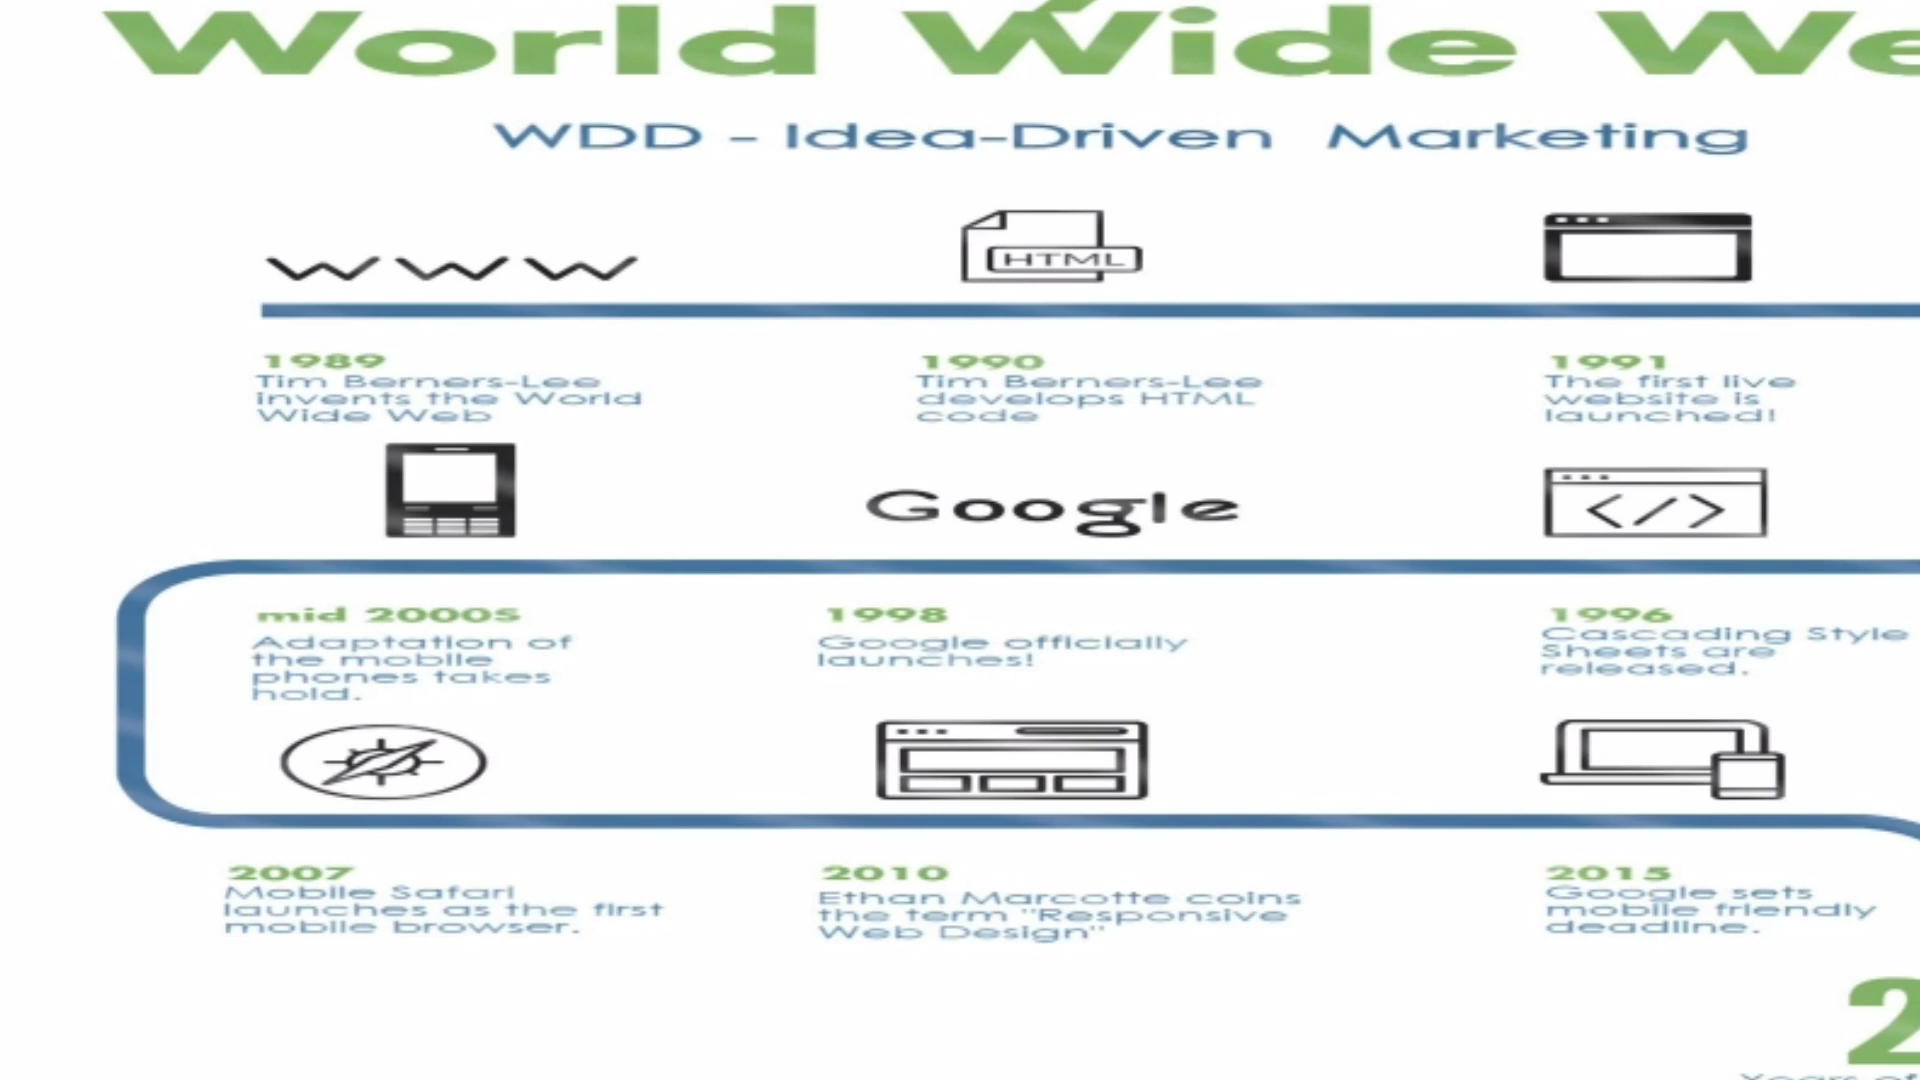 World Wide We
WDD - Idea-Driven Marketing
www
HTML
1989
Tim Berners-Lee
invents the World
Wide Web
1990
Tim Berners-Lee
develops HTML
code
1991
The first live
website is
launched!
Google
</>
mid 2000s
Adaptation of
the mobile
phones takes
hold.
1998
Google officially
launches!
1996
Cascading Style
Sheets are
released.
2007
Mobile Safari
launches as the first
mobile browser.
2010
Ethan Marcotte coins
the term "Responsive
Web Design"
2015
Google sets
mobile friendly
deadline.
2
Years of